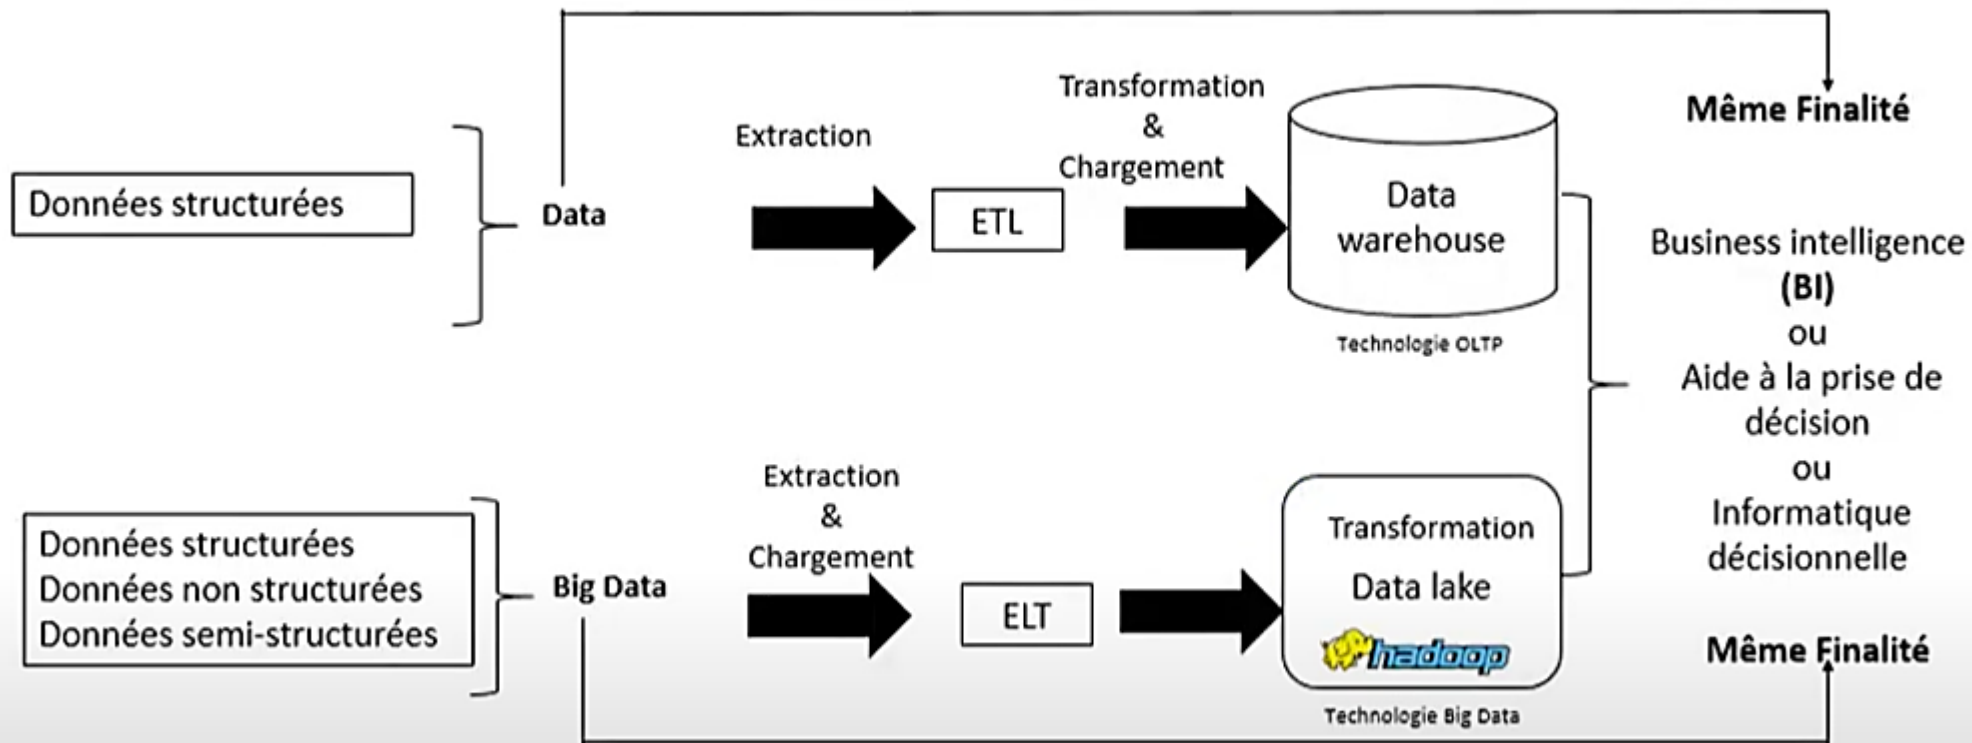 Données structurées
Data
Extraction
ETL
Transformation
&
Chargement
Data
warehouse
Technologie OLTP
Même Finalité
Business intelligence
(BI)
ou
Aide à la prise de
décision
ou
Informatique
décisionnelle
Même Finalité
Données structurées
Données non structurées
Données semi-structurées
Big Data
Extraction
&
Chargement
ELT
Transformation
Data lake
hadoop
Technologie Big Data